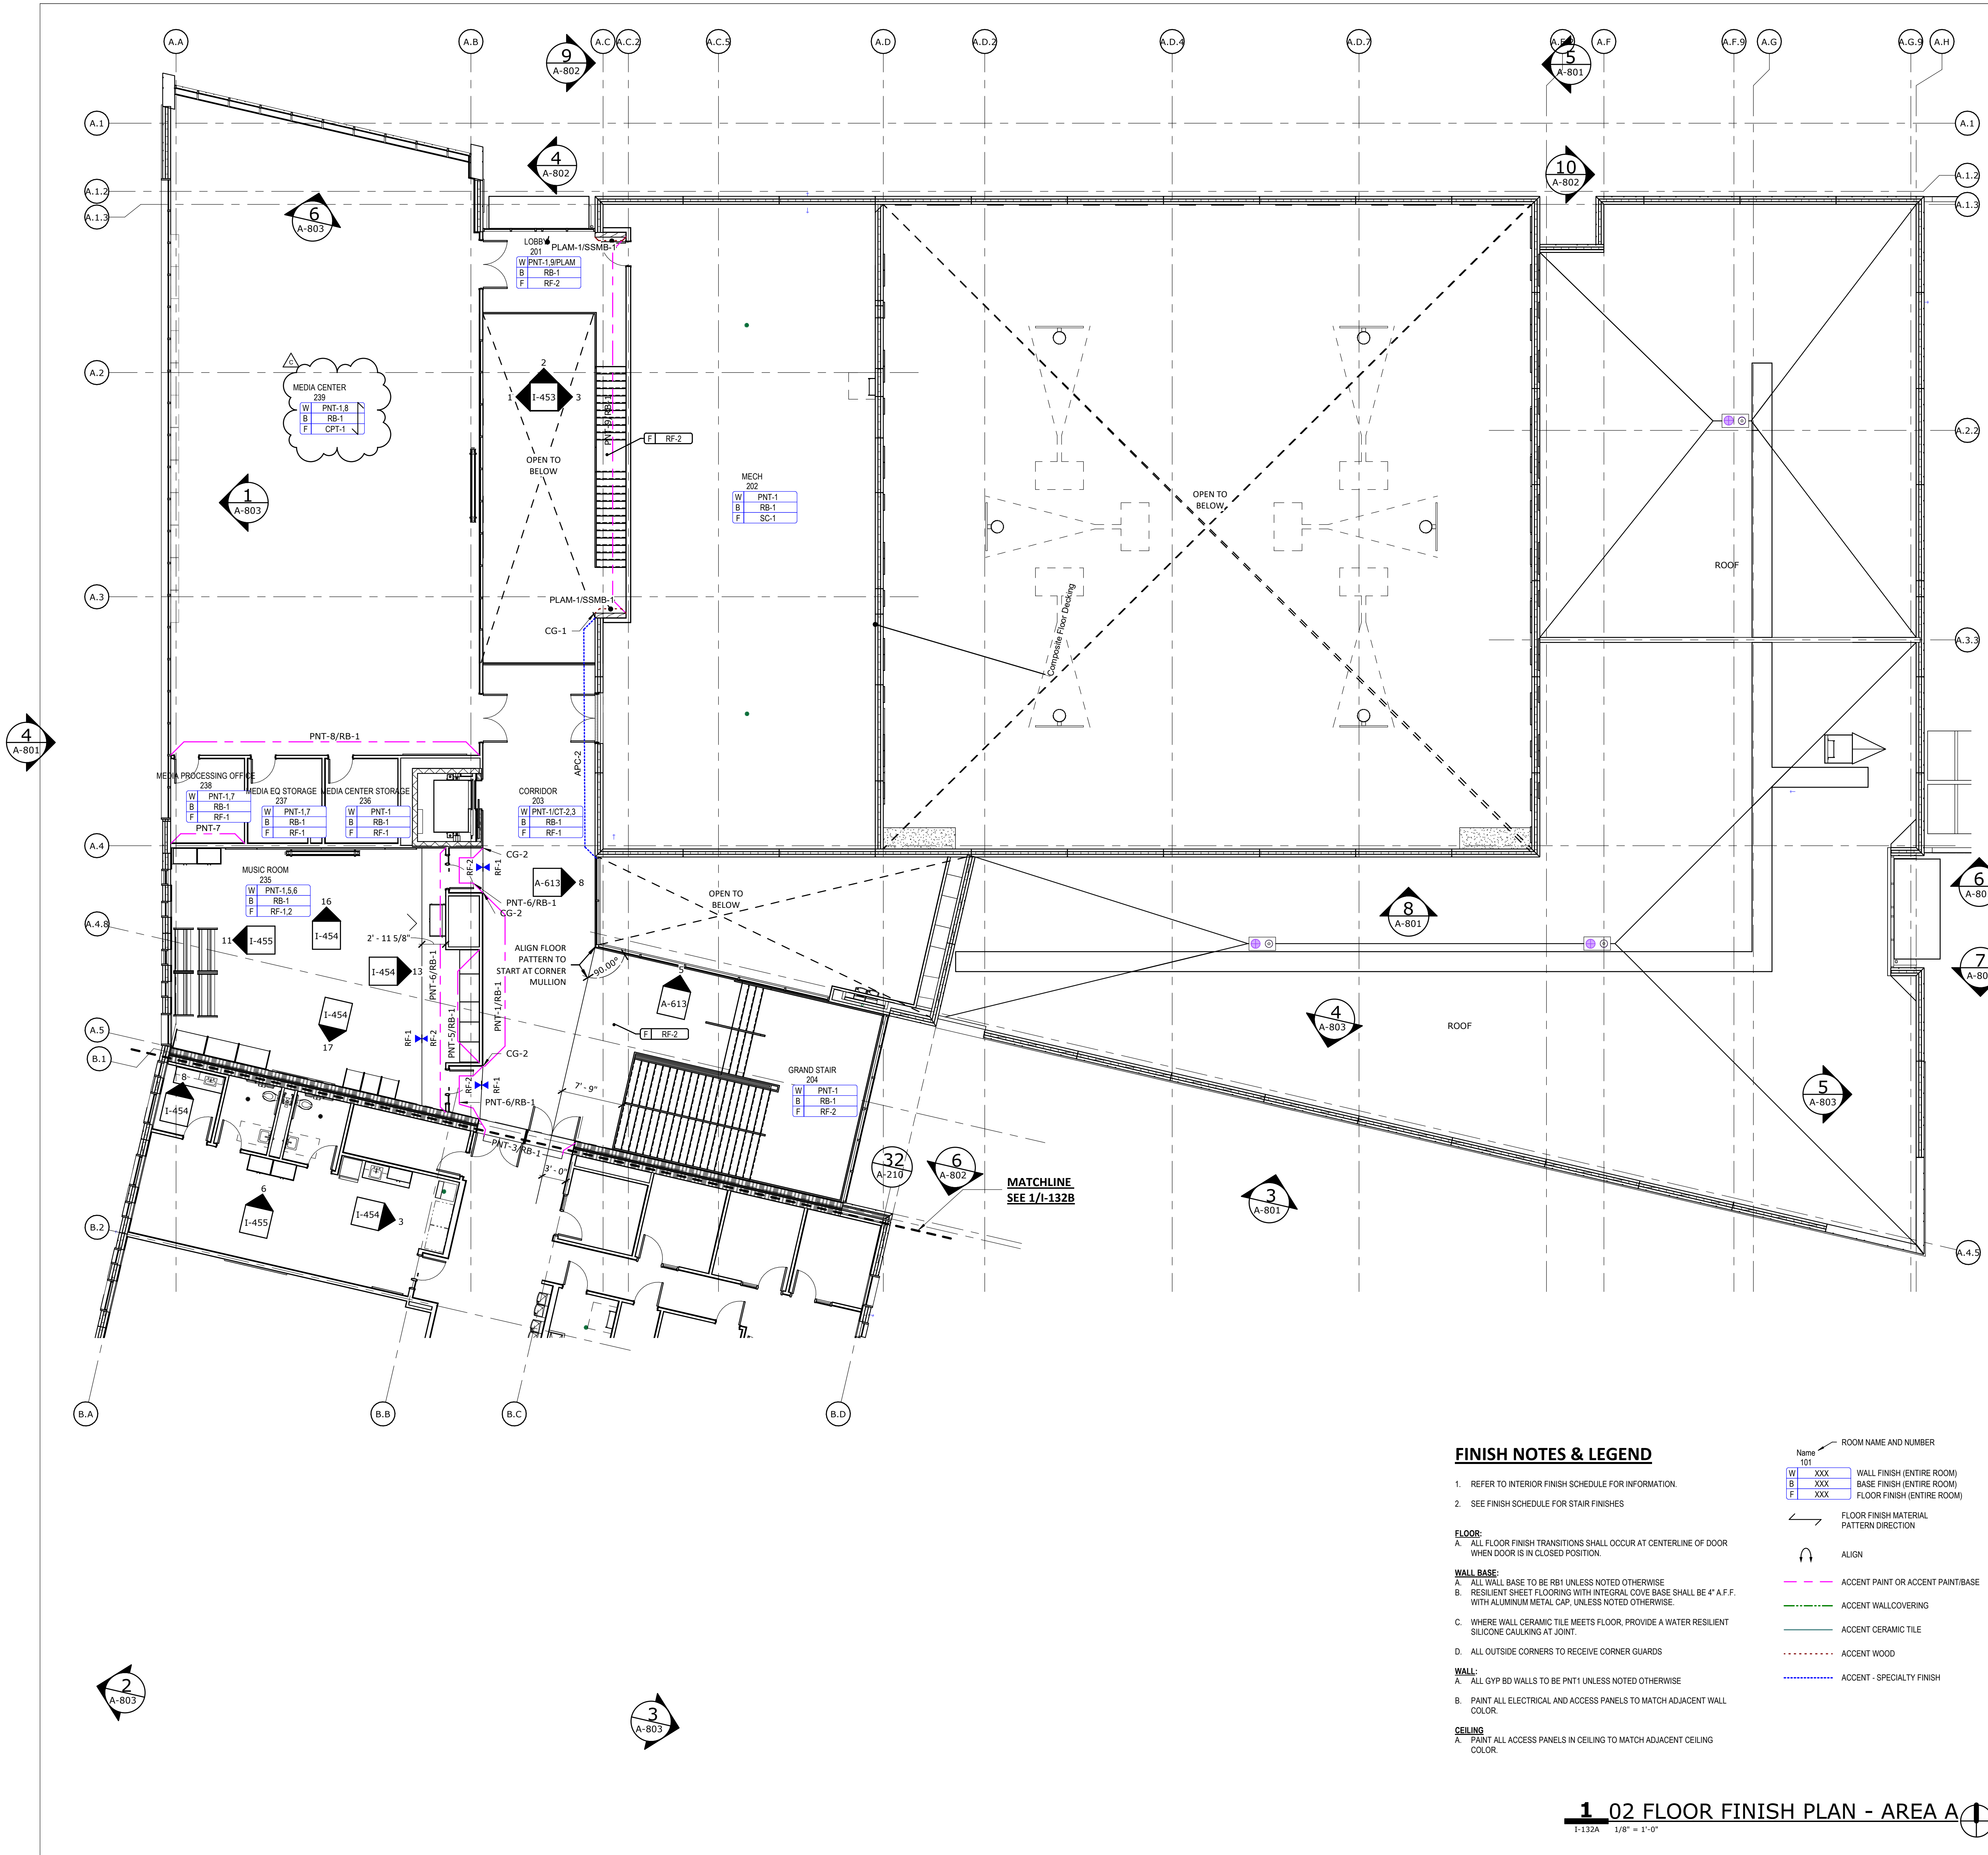 A.A
A.B
A.C
A.C.2
A.C.5
A.D
A.D.2
A.D.4
A.D.7
A.F
A.F.9
A.G
A.G.9
A.H
9
A-802
5
A-801
A.1
A.1
4
A-802
10
A-802
A.1.2
A.1.2
A.1.3
A.1.3
6
A-803
LOBBY
201
W PNT-1,9/PLAM
B RB-1
F RF-2
PLAM-1/SSMB-1
A.2
C
MEDIA CENTER
239
W PNT-1,8
B RB-1
F CPT-1
2
1 I-453 3
PNT-9/RB-1
F RF-2
OPEN TO
BELOW
A.2.2
MECH
202
W PNT-1
B RB-1
F SC-1
1
A-803
OPEN TO
BELOW
ROOF
A.3
PLAM-1/SSMB-1
CG-1
Composite Floor Decking
A.3.3
4
A-801
PNT-8/RB-1
APC-2
MEDIA PROCESSING OFFICE
238
W PNT-1,7
B RB-1
F RF-1
PNT-7
MEDIA EQ STORAGE
237
W PNT-1,7
B RB-1
F RF-1
MEDIA CENTER STORAGE
236
W PNT-1
B RB-1
F RF-1
CORRIDOR
203
W PNT-1/CT-2,3
B RB-1
F RF-1
A.4
CG-2
RF-2
RF-1
MUSIC ROOM
235
W PNT-1,5,6
B RB-1
F RF-1,2
A-613 8
PNT-6/RB-1
CG-2
OPEN TO
BELOW
6
8
A-801
A.4.8
16
I-454
11 I-455
2' - 11 5/8"
I-454 13
PNT-6/RB-1
PNT-1/RB-1
PNT-5/RB-1
ALIGN FLOOR
PATTERN TO
START AT CORNER
MULLION
90.00°
5
A-613
7
I-454
17
A.5
B.1
RF-1
RF-2
F RF-2
4
A-803
ROOF
CG-2
RF-2
RF-1
PNT-6/RB-1
7' - 9"
GRAND STAIR
204
W PNT-1
B RB-1
F RF-2
5
A-803
8
I-454
PNT-3/RB-1
3' - 0"
32
A-210
6
A-802
MATCHLINE
SEE 1/I-132B
3
A-801
6
I-455
I-454 3
B.2
A.4.5
B.A
B.B
B.C
B.D
FINISH NOTES & LEGEND
1. REFER TO INTERIOR FINISH SCHEDULE FOR INFORMATION.
2. SEE FINISH SCHEDULE FOR STAIR FINISHES
FLOOR:
A. ALL FLOOR FINISH TRANSITIONS SHALL OCCUR AT CENTERLINE OF DOOR
WHEN DOOR IS IN CLOSED POSITION.
WALL BASE:
A. ALL WALL BASE TO BE RB1 UNLESS NOTED OTHERWISE
B. RESILIENT SHEET FLOORING WITH INTEGRAL COVE BASE SHALL BE 4" A.F.F.
WITH ALUMINUM METAL CAP, UNLESS NOTED OTHERWISE.
C. WHERE WALL CERAMIC TILE MEETS FLOOR, PROVIDE A WATER RESILIENT
SILICONE CAULKING AT JOINT.
D. ALL OUTSIDE CORNERS TO RECEIVE CORNER GUARDS
WALL:
A. ALL GYP BD WALLS TO BE PNT1 UNLESS NOTED OTHERWISE
B. PAINT ALL ELECTRICAL AND ACCESS PANELS TO MATCH ADJACENT WALL
COLOR.
CEILING
A. PAINT ALL ACCESS PANELS IN CEILING TO MATCH ADJACENT CEILING
COLOR.
ROOM NAME AND NUMBER
Name
101
W XXX WALL FINISH (ENTIRE ROOM)
B XXX BASE FINISH (ENTIRE ROOM)
F XXX FLOOR FINISH (ENTIRE ROOM)
FLOOR FINISH MATERIAL
PATTERN DIRECTION
ALIGN
ACCENT PAINT OR ACCENT PAINT/BASE
ACCENT WALLCOVERING
ACCENT CERAMIC TILE
ACCENT WOOD
ACCENT - SPECIALTY FINISH
2
A-803
3
A-803
1 02 FLOOR FINISH PLAN - AREA A
I-132A 1/8" = 1'-0"